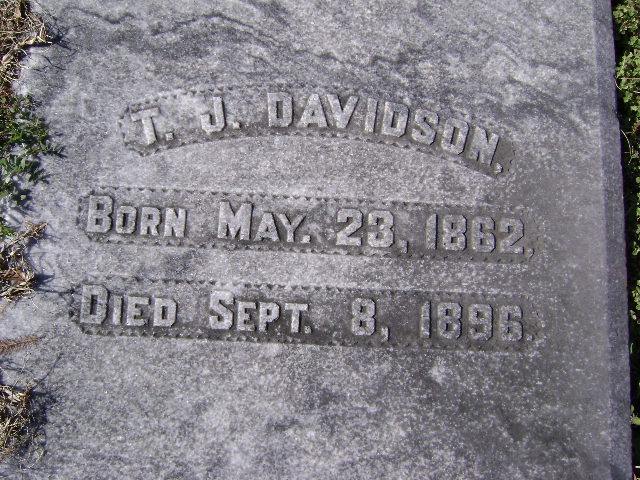 T. J. DAVIDSON,
BORN MAY. 23, 1862,
DIED SEPT. 8, 1896.